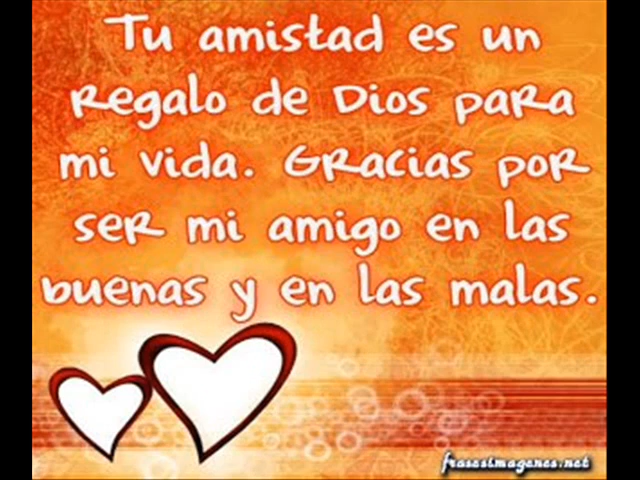 Tu amistad es un
regalo de Dios para
mi vida. Gracias por
ser mi amigo en las
buenas y en las malas.
frasesimagenes.net